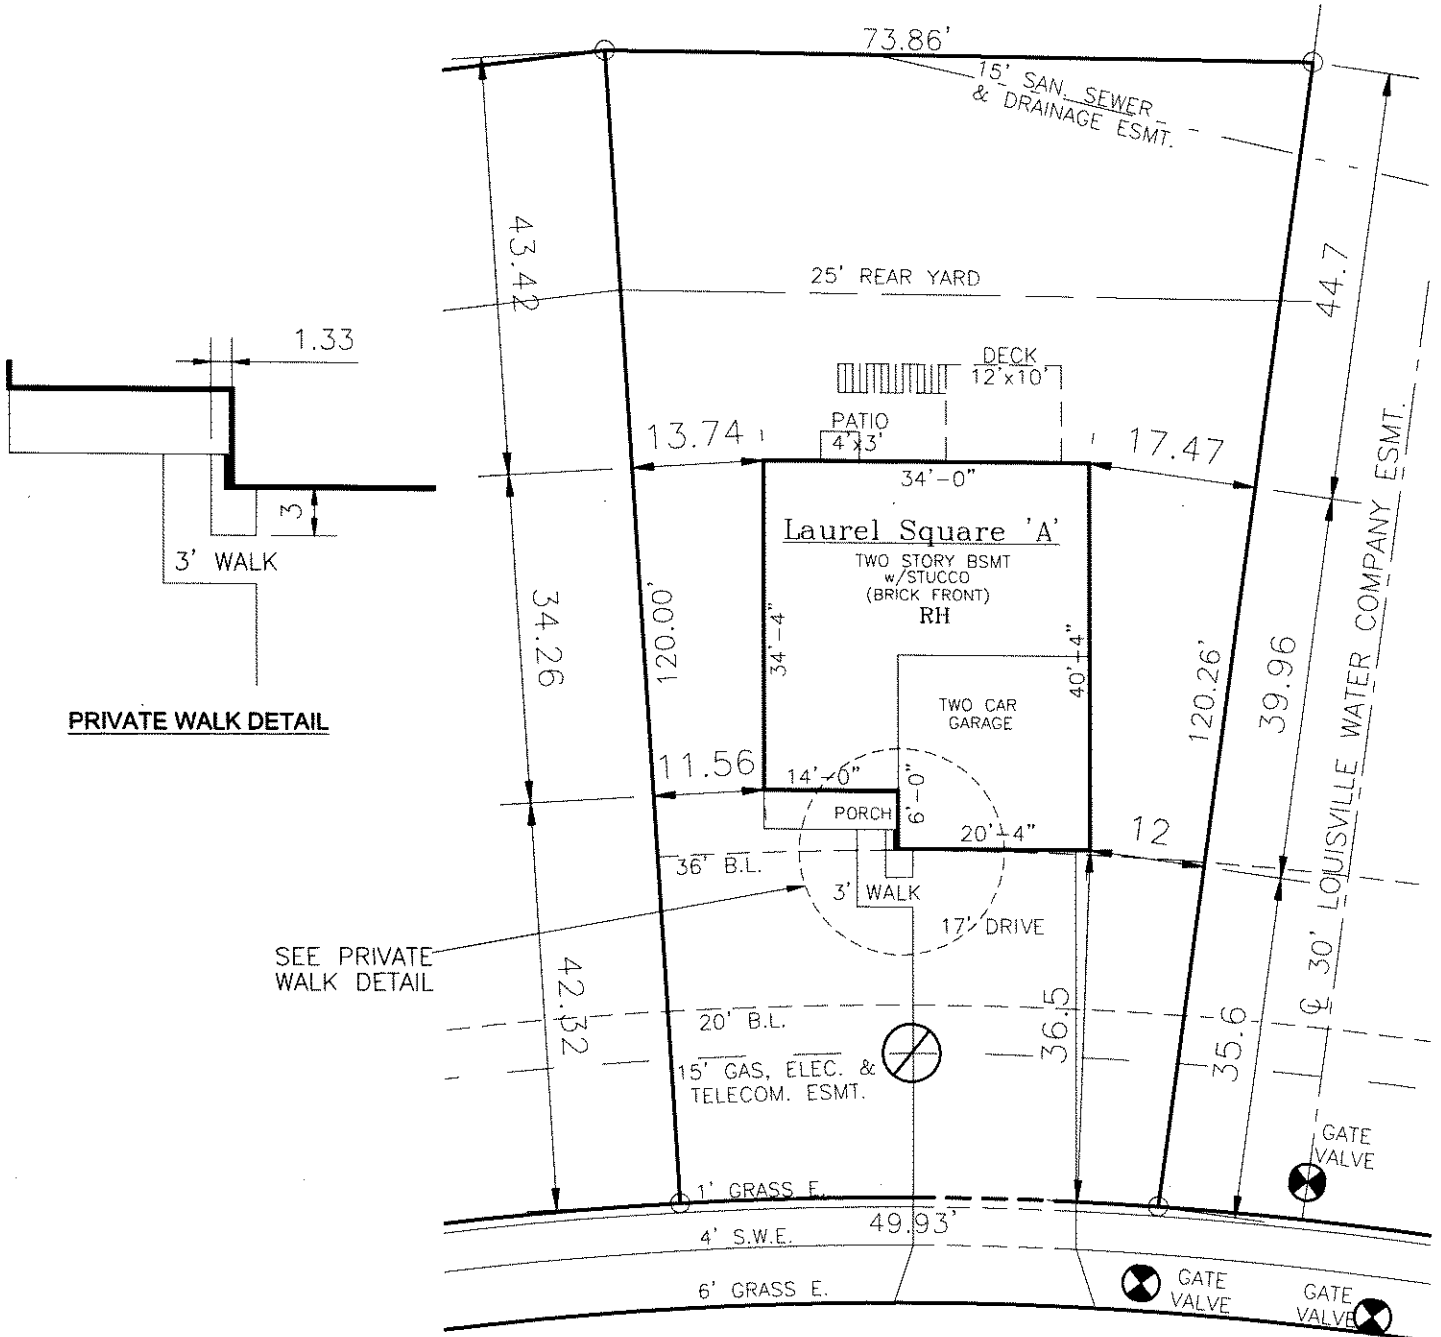 73.86'
15' SAN. SEWER
& DRAINAGE ESMT.
43.42
44.7
25' REAR YARD
1.33
DECK
12'x10'
PATIO
4'x3'
13.74
17.47
34'-0"
Laurel Square 'A'
TWO STORY BSMT
w/STUCCO
(BRICK FRONT)
RH
3
3' WALK
PRIVATE WALK DETAIL
34.26
120.00'
34'-4"
40'-4"
120.26'
39.96
℄ 30' LOUISVILLE WATER COMPANY ESMT.
TWO CAR
GARAGE
11.56
14'-0"
6'-0"
PORCH
20'-4"
12
36' B.L.
3' WALK
17' DRIVE
SEE PRIVATE
WALK DETAIL
42.32
36.5
35.6
20' B.L.
15' GAS, ELEC. &
TELECOM. ESMT.
GATE
VALVE
1' GRASS E.
49.93'
4' S.W.E.
6' GRASS E.
GATE
VALVE
GATE
VALVE